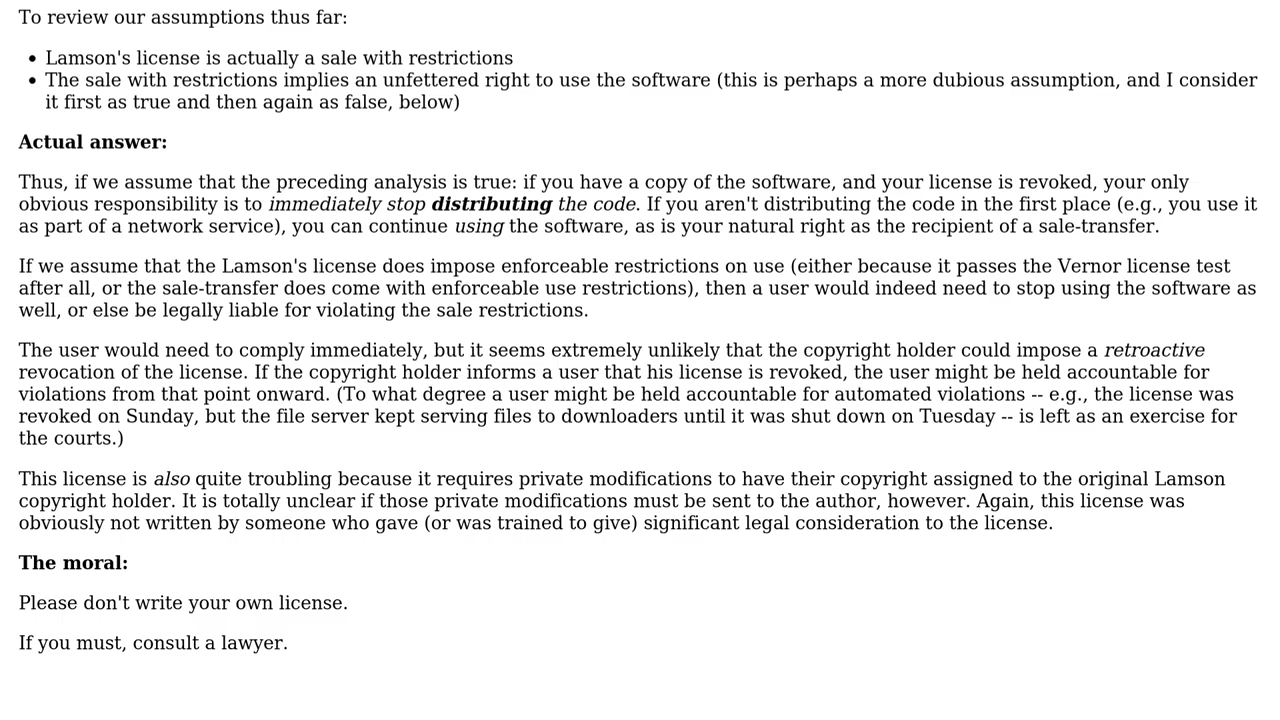 To review our assumptions thus far:
• Lamson's license is actually a sale with restrictions
• The sale with restrictions implies an unfettered right to use the software (this is perhaps a more dubious assumption, and I consider
it first as true and then again as false, below)
Actual answer:
Thus, if we assume that the preceding analysis is true: if you have a copy of the software, and your license is revoked, your only
obvious responsibility is to immediately stop distributing the code. If you aren't distributing the code in the first place (e.g., you use it
as part of a network service), you can continue using the software, as is your natural right as the recipient of a sale-transfer.
If we assume that the Lamson's license does impose enforceable restrictions on use (either because it passes the Vernor license test
after all, or the sale-transfer does come with enforceable use restrictions), then a user would indeed need to stop using the software as
well, or else be legally liable for violating the sale restrictions.
The user would need to comply immediately, but it seems extremely unlikely that the copyright holder could impose a retroactive
revocation of the license. If the copyright holder informs a user that his license is revoked, the user might be held accountable for
violations from that point onward. (To what degree a user might be held accountable for automated violations -- e.g., the license was
revoked on Sunday, but the file server kept serving files to downloaders until it was shut down on Tuesday -- is left as an exercise for
the courts.)
This license is also quite troubling because it requires private modifications to have their copyright assigned to the original Lamson
copyright holder. It is totally unclear if those private modifications must be sent to the author, however. Again, this license was
obviously not written by someone who gave (or was trained to give) significant legal consideration to the license.
The moral:
Please don't write your own license.
If you must, consult a lawyer.